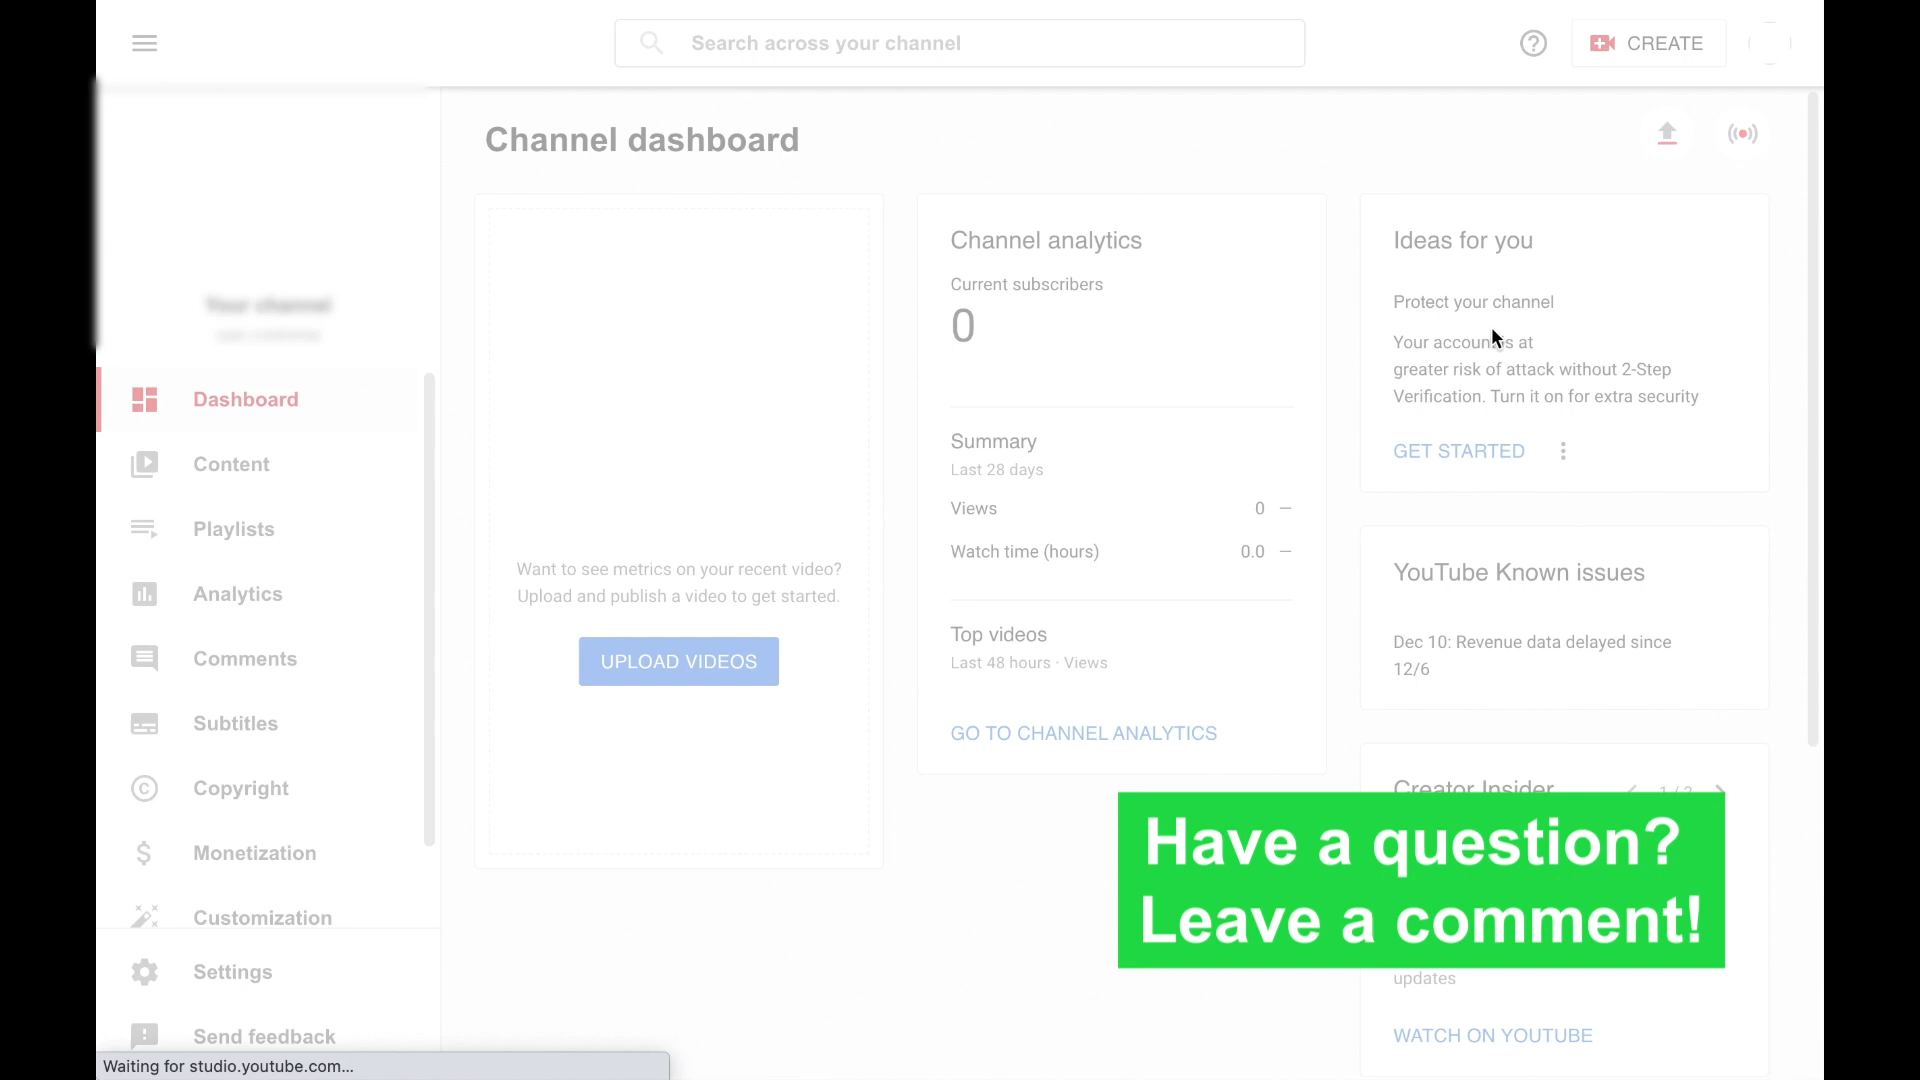 Search across your channel
CREATE
Channel dashboard
Your channel
Dashboard
Content
Playlists
Analytics
Comments
Subtitles
Copyright
Monetization
Customization
Settings
Send feedback
Want to see metrics on your recent video?
Upload and publish a video to get started.
UPLOAD VIDEOS
Channel analytics
Current subscribers
0
Summary
Last 28 days
Views 0 —
Watch time (hours) 0.0 —
Top videos
Last 48 hours · Views
GO TO CHANNEL ANALYTICS
Ideas for you
Protect your channel
Your account is at
greater risk of attack without 2-Step
Verification. Turn it on for extra security
GET STARTED
YouTube Known issues
Dec 10: Revenue data delayed since
12/6
Creator Insider 1 / 2
Have a question?
Leave a comment!
updates
WATCH ON YOUTUBE
Waiting for studio.youtube.com...